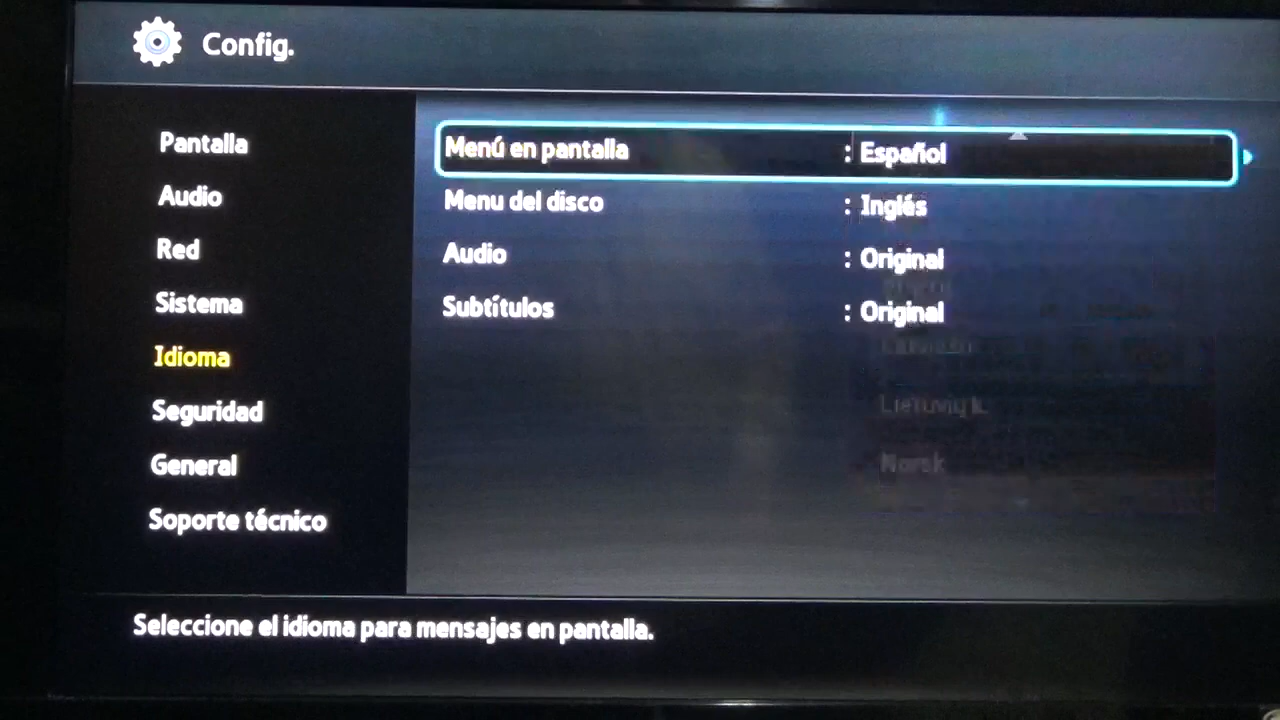 Config.
Pantalla
Audio
Red
Sistema
Idioma
Seguridad
General
Soporte técnico
Menú en pantalla : Español
Menu del disco : Inglés
Audio : Original
Subtítulos : Original
Norsk
Seleccione el idioma para mensajes en pantalla.